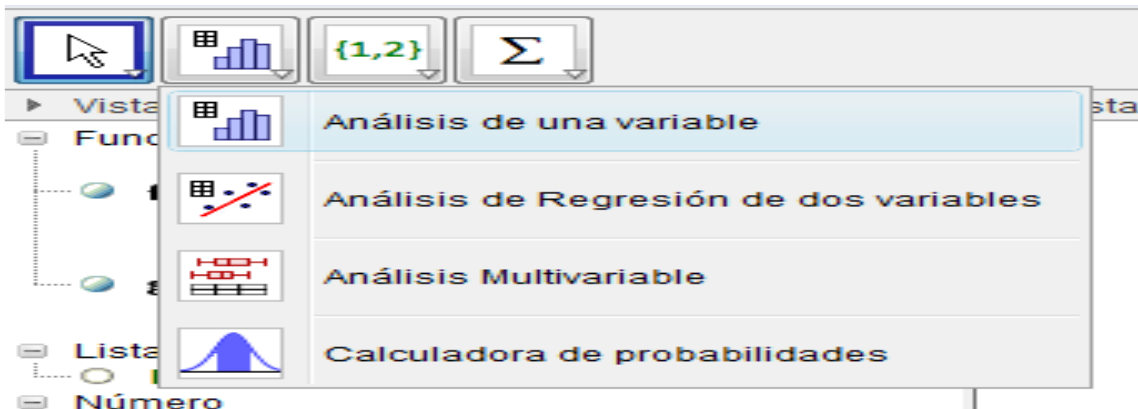 {1,2}
Σ
Vista
sta
Func
Análisis de una variable
Análisis de Regresión de dos variables
Análisis Multivariable
Lista
Calculadora de probabilidades
Número